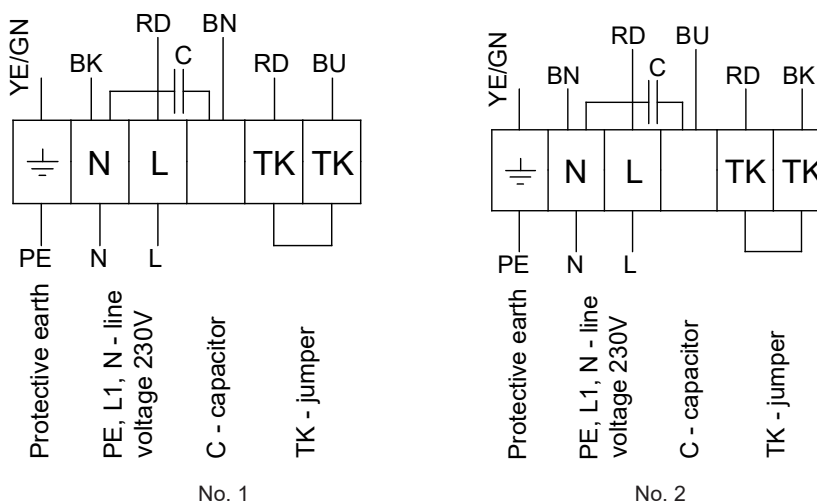 YE/GN
BK
RD
BN
C
RD
BU
N
L
TK
TK
PE
N
L
Protective earth
PE, L1, N - line
voltage 230V
C - capacitor
TK - jumper
No. 1
YE/GN
BN
RD
BU
C
RD
BK
N
L
TK
TK
PE
N
L
Protective earth
PE, L1, N - line
voltage 230V
C - capacitor
TK - jumper
No. 2